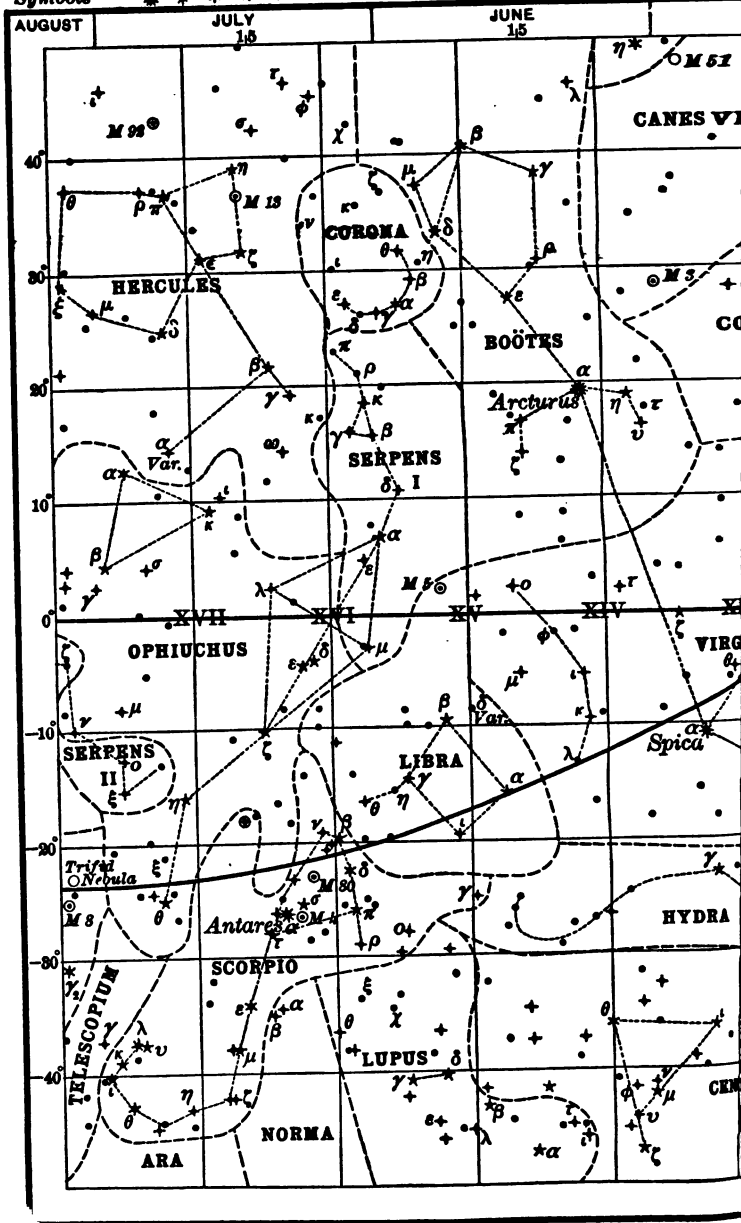 Symbols
AUGUST JULY JUNE
15 15
η M 51
ι τ φ λ
M 92 σ χ β CANES VE
40° η μ ζ γ
θ ρ π M 13 κ
ν CORONA δ
ε ζ θ η β
30° ι β M 3
HERCULES ε α ε
ξ μ δ δ γ CO
π BOÖTES
β ρ α
20° γ κ Arcturus η τ
α κ γ β π υ
Var. ω SERPENS ζ
α ι δ I
10° κ
β σ α
γ λ ε M 5 ο τ
0° XVII XVI XV XIV
OPHIUCHUS μ φ ζ VIRG
ζ ε δ μ ι θ
ν μ β δ κ
-10° ζ Var. α
SERPENS ο LIBRA λ Spica
II γ
ξ η θ η ι α
ν β
-20° γ
Trifid ξ δ
Nebula M 80 γ
M 8 θ σ HYDRA
Antares α M 4 π ο
τ ρ
-30° SCORPIO
γ₂ ξ θ ι
TELESCOPIUM ε α χ
γ λ β θ ν
κ υ μ LUPUS δ φ μ
-40° ι η ζ γ β υ CEN
θ ε λ τ
NORMA ι ζ
ARA α